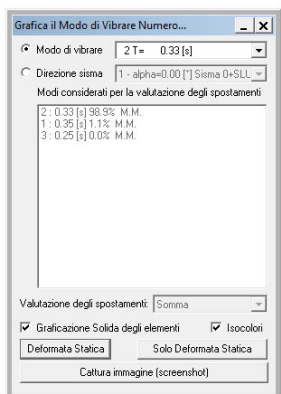 Grafica il Modo di Vibrare Numero...
Modo di vibrare 2 T= 0.33 [s]
Direzione sisma 1 - alpha=0.00 [°] Sisma 0+SLL
Modi considerati per la valutazione degli spostamenti
2 : 0.33 [s] 98.9% M.M.
1 : 0.35 [s] 1.1% M.M.
3 : 0.25 [s] 0.0% M.M.
Valutazione degli spostamenti: Somma
Graficazione Solida degli elementi Isocolori
Deformata Statica Solo Deformata Statica
Cattura immagine (screenshot)